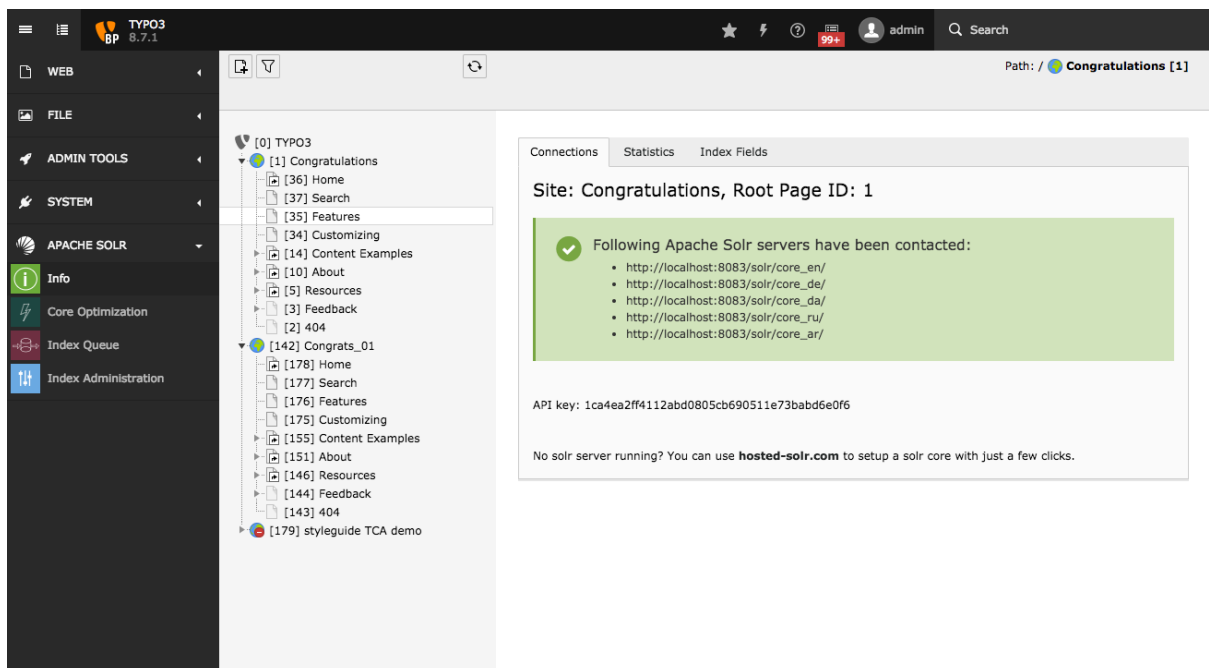 TYPO3
8.7.1
BP
99+
admin
Search
WEB
FILE
ADMIN TOOLS
SYSTEM
APACHE SOLR
Info
Core Optimization
Index Queue
Index Administration
Path: / Congratulations [1]
[0] TYPO3
[1] Congratulations
[36] Home
[37] Search
[35] Features
[34] Customizing
[14] Content Examples
[10] About
[5] Resources
[3] Feedback
[2] 404
[142] Congrats_01
[178] Home
[177] Search
[176] Features
[175] Customizing
[155] Content Examples
[151] About
[146] Resources
[144] Feedback
[143] 404
[179] styleguide TCA demo
Connections Statistics Index Fields
Site: Congratulations, Root Page ID: 1
Following Apache Solr servers have been contacted:
• http://localhost:8083/solr/core_en/
• http://localhost:8083/solr/core_de/
• http://localhost:8083/solr/core_da/
• http://localhost:8083/solr/core_ru/
• http://localhost:8083/solr/core_ar/
API key: 1ca4ea2ff4112abd0805cb690511e73babd6e0f6
No solr server running? You can use hosted-solr.com to setup a solr core with just a few clicks.